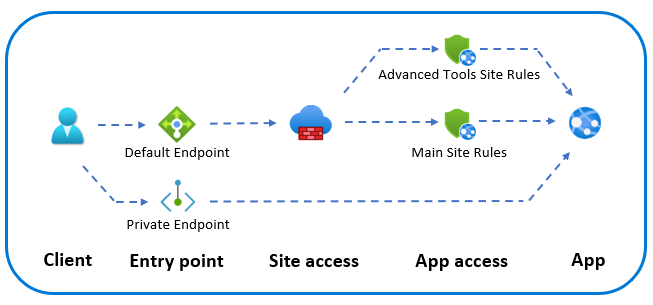 Advanced Tools Site Rules
Default Endpoint
Main Site Rules
Private Endpoint
Client
Entry point
Site access
App access
App